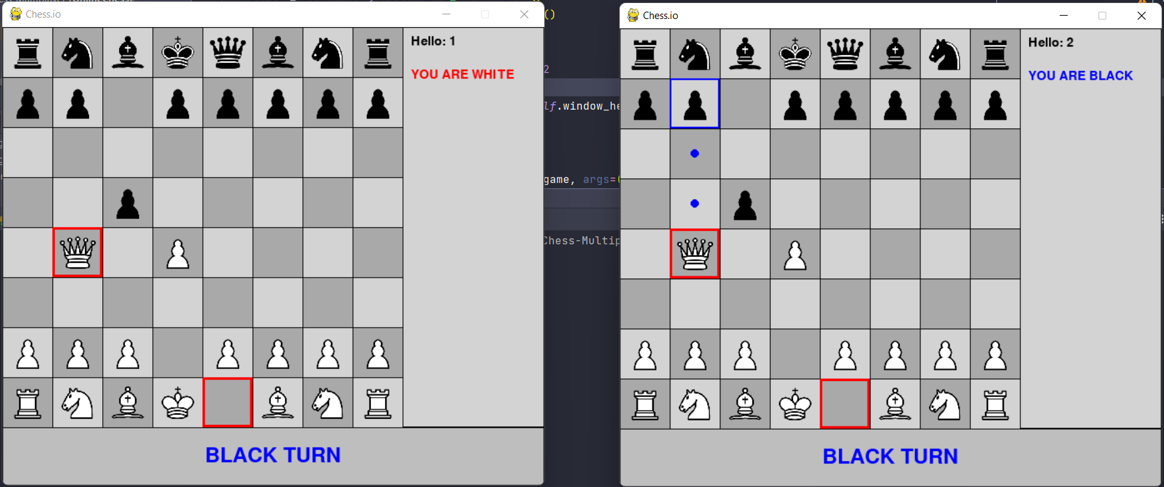 Chess.io
Hello: 1
YOU ARE WHITE
BLACK TURN
()
2
lf.window_he
game, args=(
Chess-Multip
Chess.io
Hello: 2
YOU ARE BLACK
BLACK TURN